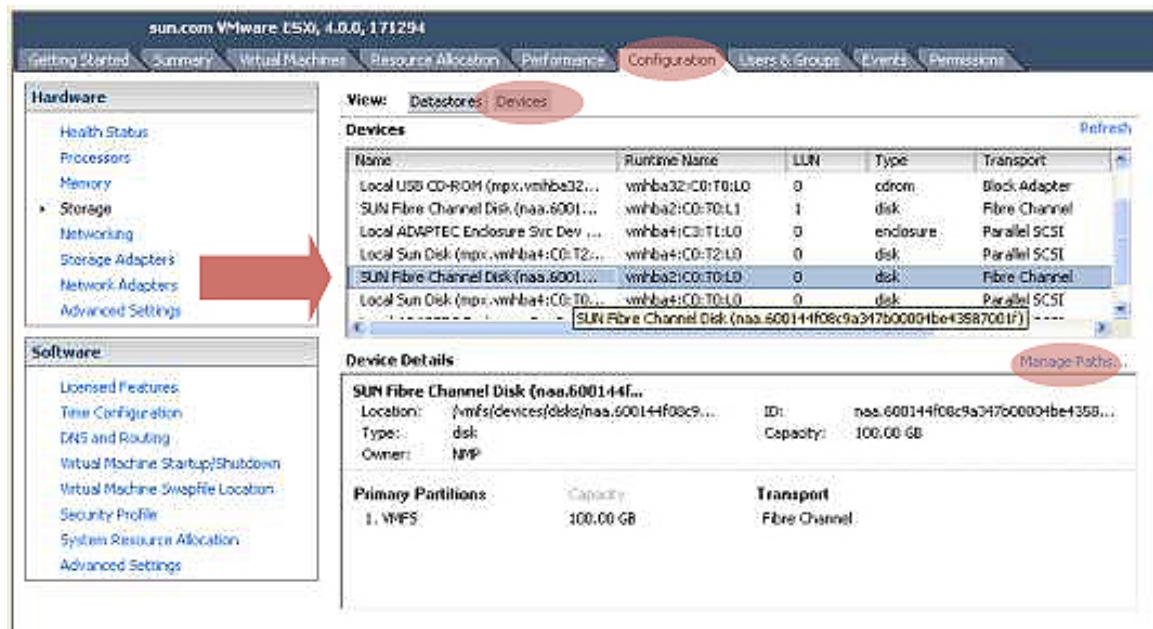 sun.com VMware ESXi, 4.0.0, 171294
Getting Started Summary Virtual Machines Resource Allocation Performance Configuration Users & Groups Events Permissions
Hardware
Health Status
Processors
Memory
Storage
Networking
Storage Adapters
Network Adapters
Advanced Settings
Software
Licensed Features
Time Configuration
DNS and Routing
Virtual Machine Startup/Shutdown
Virtual Machine Swapfile Location
Security Profile
System Resource Allocation
Advanced Settings
View: Datastores Devices
Devices Refresh
Name Runtime Name LUN Type Transport
Local USB CD-ROM (mpx.vmhba32... vmhba32:C0:T0:L0 0 cdrom Block Adapter
SUN Fibre Channel Disk (naa.6001... vmhba2:C0:T0:L1 1 disk Fibre Channel
Local ADAPTEC Enclosure Svc Dev ... vmhba4:C3:T1:L0 0 enclosure Parallel SCSI
Local Sun Disk (mpx.vmhba4:C0:T2:... vmhba4:C0:T2:L0 0 disk Parallel SCSI
SUN Fibre Channel Disk (naa.6001... vmhba2:C0:T0:L0 0 disk Fibre Channel
Local Sun Disk (mpx.vmhba4:C0:T0... vmhba4:C0:T0:L0 0 disk Parallel SCSI
SUN Fibre Channel Disk (naa.600144f08c9a347b00004be43587001f)
Device Details Manage Paths...
SUN Fibre Channel Disk (naa.600144f...
Location: /vmfs/devices/disks/naa.600144f08c9... ID: naa.600144f08c9a347b00004be4358...
Type: disk Capacity: 100.00 GB
Owner: NMP
Primary Partitions Capacity Transport
1. VMFS 100.00 GB Fibre Channel